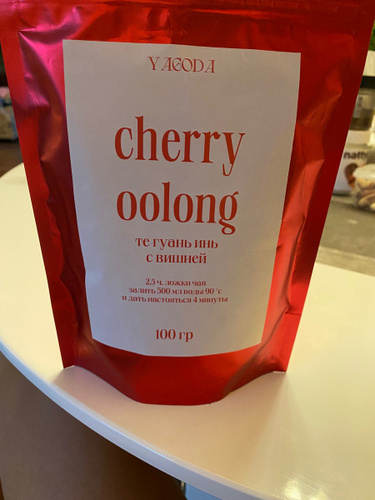 YAGODA
cherry
oolong
те гуань инь
с вишней
2,5 ч. ложки чая
залить 500 мл воды 90 °c
и дать настояться 4 минуты
100 гр
natty